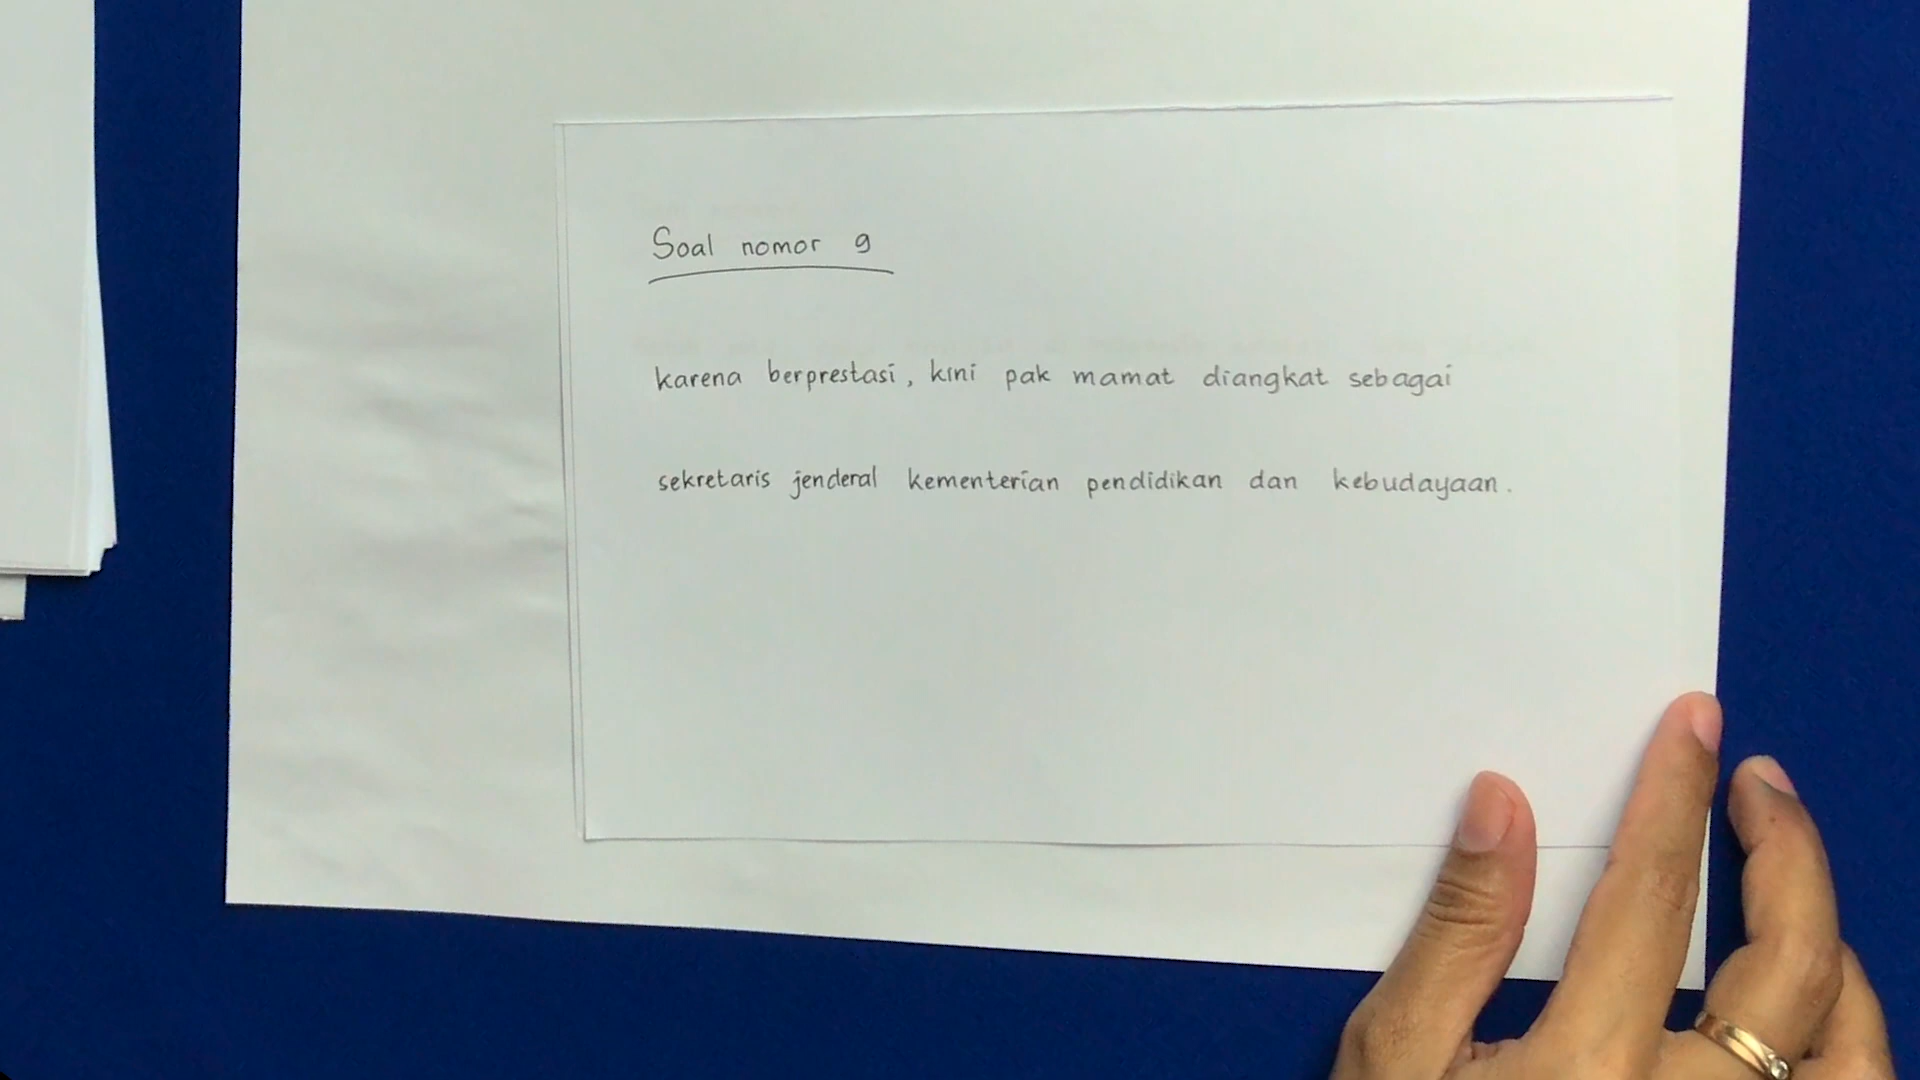 Soal nomor 9
karena berprestasi, kini pak mamat diangkat sebagai
sekretaris jenderal kementerian pendidikan dan kebudayaan.